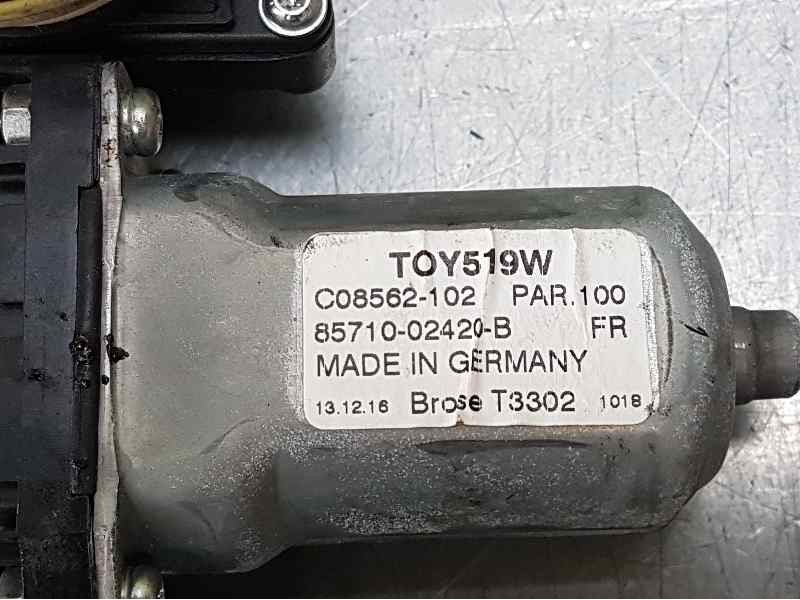 TOY519W
C08562-102 PAR.100
85710-02420-B FR
MADE IN GERMANY
13.12.16 Brose T3302 1018